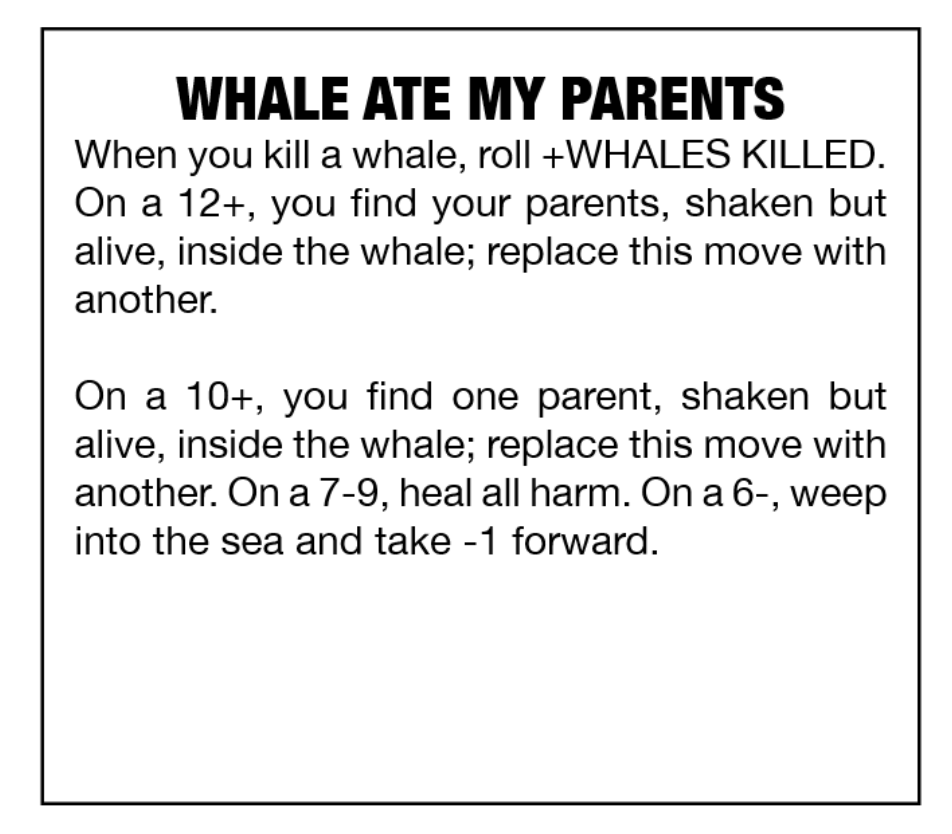 WHALE ATE MY PARENTS
When you kill a whale, roll +WHALES KILLED.
On a 12+, you find your parents, shaken but
alive, inside the whale; replace this move with
another.
On a 10+, you find one parent, shaken but
alive, inside the whale; replace this move with
another. On a 7-9, heal all harm. On a 6-, weep
into the sea and take -1 forward.